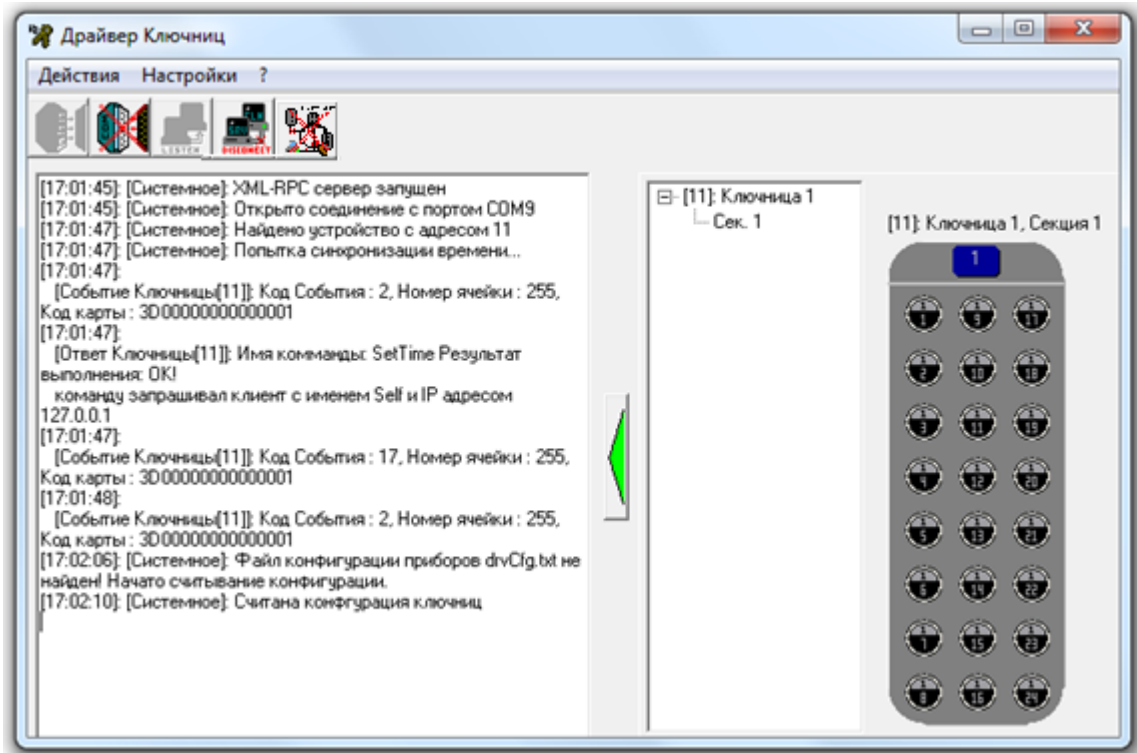 Драйвер Ключниц
Действия Настройки ?
LISTEN
DISCONNECT
[17:01:45]: [Системное]: XML-RPC сервер запущен
[17:01:45]: [Системное]: Открыто соединение с портом COM9
[17:01:47]: [Системное]: Найдено устройство с адресом 11
[17:01:47]: [Системное]: Попытка синхронизации времени...
[17:01:47]:
[Событие Ключницы[11]]: Код События : 2, Номер ячейки : 255,
Код карты : 3D00000000000001
[17:01:47]:
[Ответ Ключницы[11]]: Имя комманды: SetTime Результат
выполнения: OK!
команду запрашивал клиент с именем Self и IP адресом
127.0.0.1
[17:01:47]:
[Событие Ключницы[11]]: Код События : 17, Номер ячейки : 255,
Код карты : 3D00000000000001
[17:01:48]:
[Событие Ключницы[11]]: Код События : 2, Номер ячейки : 255,
Код карты : 3D00000000000001
[17:02:06]: [Системное]: Файл конфигурации приборов drvCfg.txt не
найден! Начато считывание конфигурации.
[17:02:10]: [Системное]: Считана конфгурация ключниц
[11]: Ключница 1
Сек. 1
[11]: Ключница 1, Секция 1
1
1 9 17
2 10 18
3 11 19
4 12 20
5 13 21
6 14 22
7 15 23
8 16 24